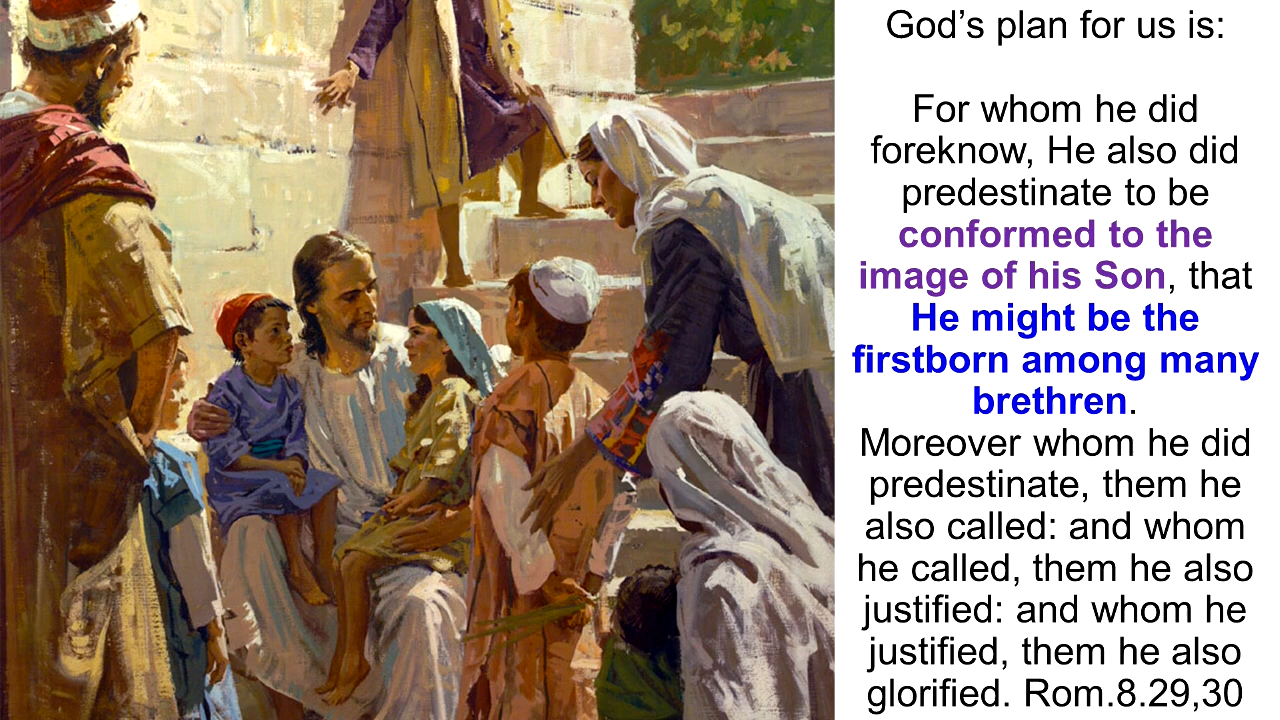 God’s plan for us is:
For whom he did
foreknow, He also did
predestinate to be
conformed to the
image of his Son, that
He might be the
firstborn among many
brethren.
Moreover whom he did
predestinate, them he
also called: and whom
he called, them he also
justified: and whom he
justified, them he also
glorified. Rom.8.29,30